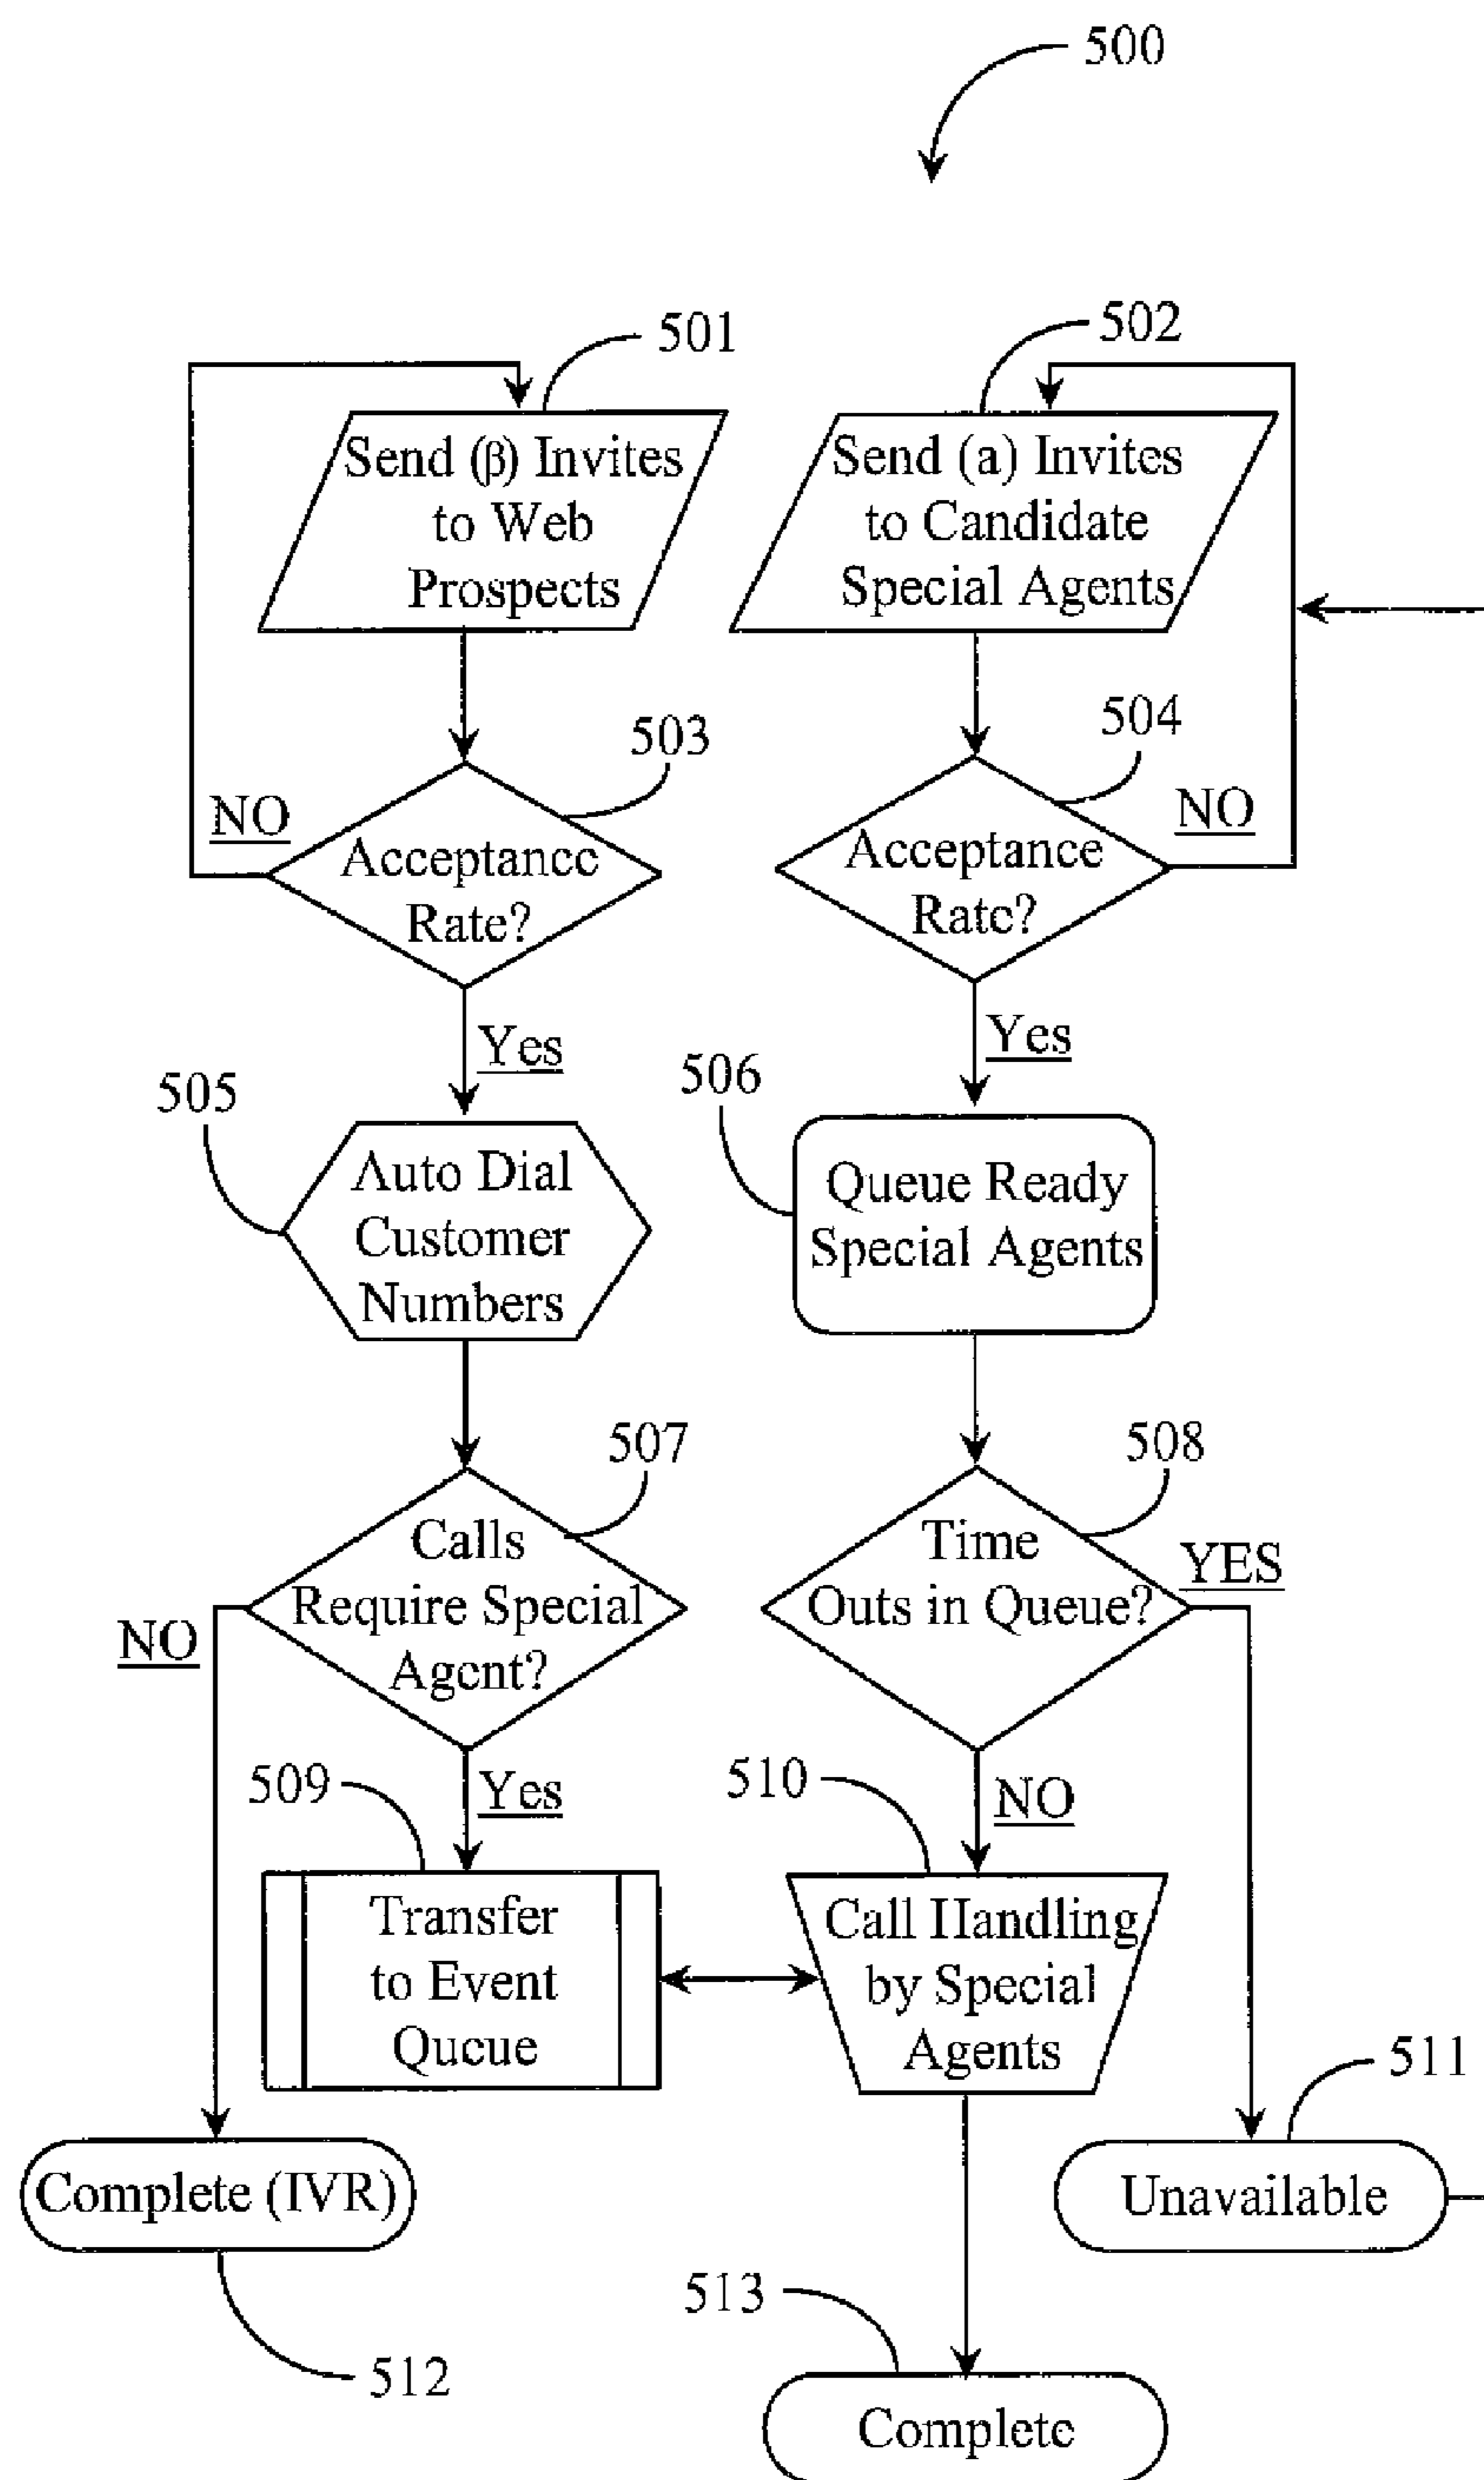 500
501
502
Send (β) Invites
to Web
Prospects
Send (a) Invites
to Candidate
Special Agents
503
504
NO
NO
Acceptance
Rate?
Acceptance
Rate?
Yes
Yes
505
506
Auto Dial
Customer
Numbers
Queue Ready
Special Agents
507
508
Calls
Require Special
Agent?
Time
Outs in Queue?
YES
NO
509
Yes
510
NO
Transfer
to Event
Queue
Call Handling
by Special
Agents
511
Complete (IVR)
Unavailable
512
513
Complete